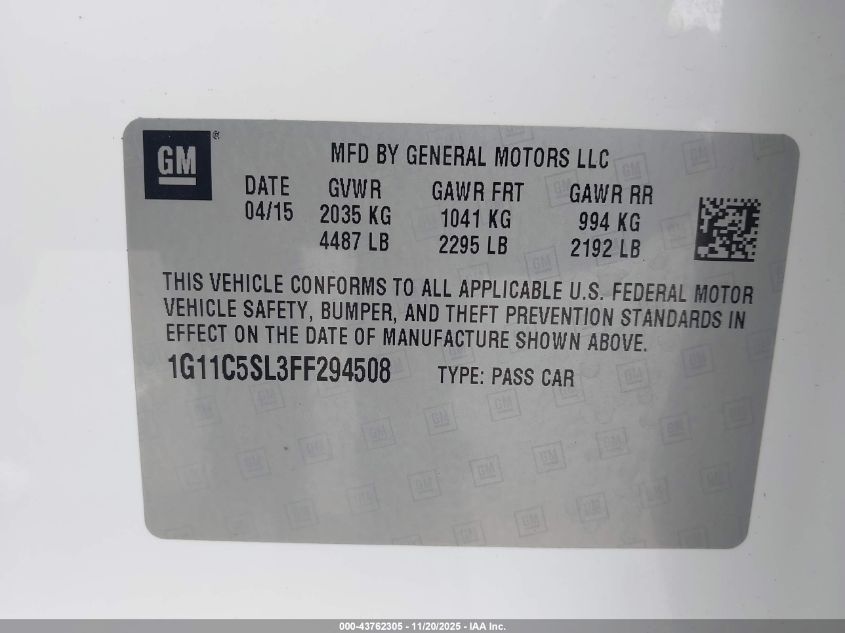 GM ®
MFD BY GENERAL MOTORS LLC
DATE GVWR GAWR FRT GAWR RR
04/15 2035 KG 1041 KG 994 KG
4487 LB 2295 LB 2192 LB
THIS VEHICLE CONFORMS TO ALL APPLICABLE U.S. FEDERAL MOTOR
VEHICLE SAFETY, BUMPER, AND THEFT PREVENTION STANDARDS IN
EFFECT ON THE DATE OF MANUFACTURE SHOWN ABOVE.
1G11C5SL3FF294508 TYPE: PASS CAR
000-43762305 - 11/20/2025 - IAA Inc.